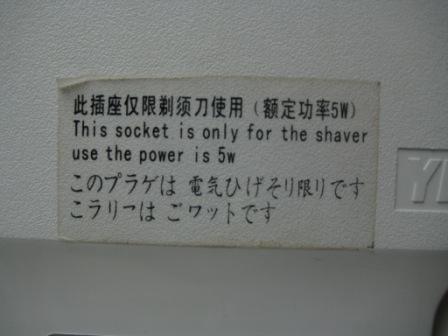 此插座仅限剃须刀使用（额定功率5W）
This socket is only for the shaver
use the power is 5w
このプラゲは 電気ひげそり限りです
こラリーは ごワットです